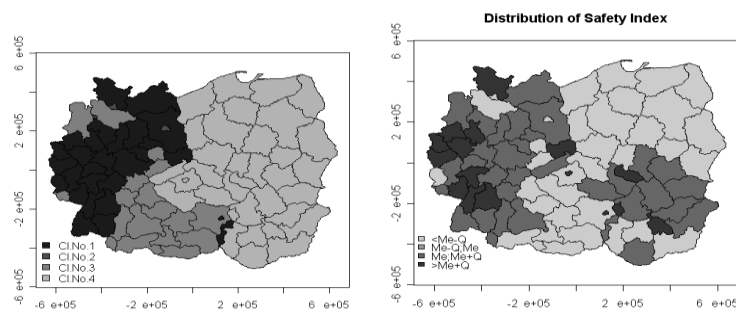 Distribution of Safety Index
6 e+05
2 e+05
-2 e+05
-6 e+05
Cl.No.1
Cl.No.2
Cl.No.3
Cl.No.4
-6 e+05 -2 e+05 2 e+05 6 e+05
6 e+05
2 e+05
-2 e+05
-6 e+05
<Me-Q
Me-Q;Me
Me;Me+Q
>Me+Q
-6 e+05 -2 e+05 2 e+05 6 e+05